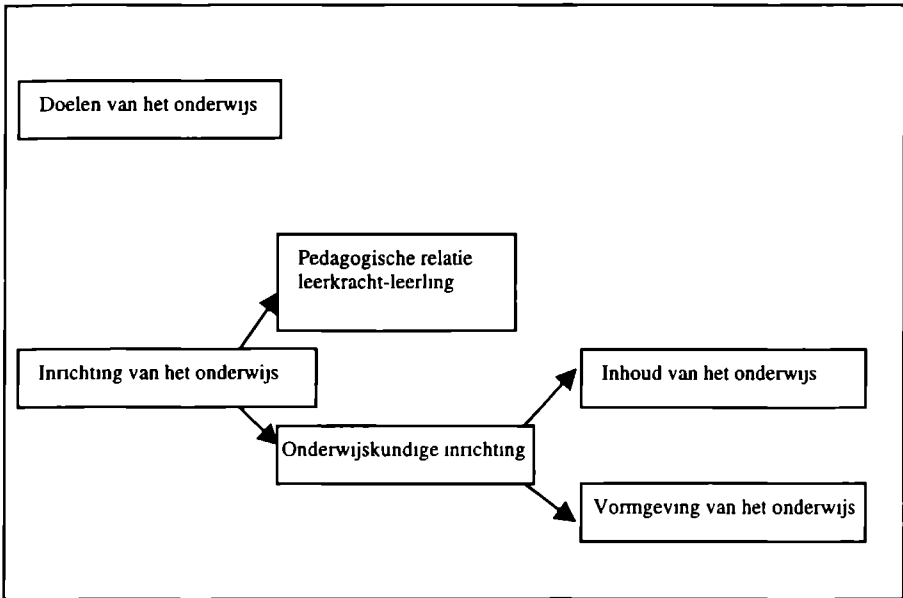 Doelen van het onderwijs
Pedagogische relatie
leerkracht-leerling
Inrichting van het onderwijs
Inhoud van het onderwijs
Onderwijskundige inrichting
Vormgeving van het onderwijs